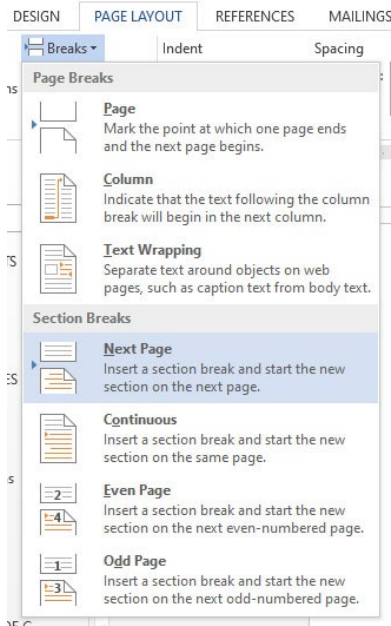 DESIGN PAGE LAYOUT REFERENCES MAILINGS
Breaks Indent Spacing
Page Breaks
Page
Mark the point at which one page ends
and the next page begins.
Column
Indicate that the text following the column
break will begin in the next column.
Text Wrapping
Separate text around objects on web
pages, such as caption text from body text.
Section Breaks
Next Page
Insert a section break and start the new
section on the next page.
Continuous
Insert a section break and start the new
section on the same page.
2
4
Even Page
Insert a section break and start the new
section on the next even-numbered page.
1
3
Odd Page
Insert a section break and start the new
section on the next odd-numbered page.